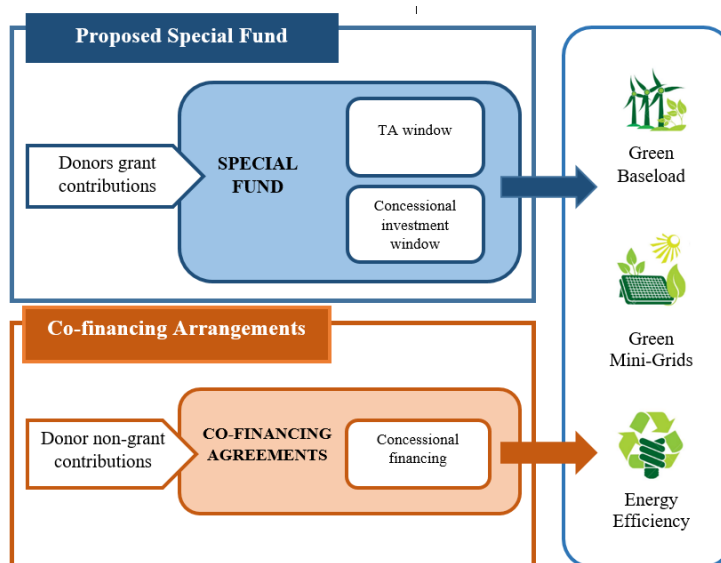 Proposed Special Fund
Donors grant
contributions
SPECIAL
FUND
TA window
Concessional
investment
window
Co-financing Arrangements
Donor non-grant
contributions
CO-FINANCING
AGREEMENTS
Concessional
financing
Green
Baseload
Green
Mini-Grids
Energy
Efficiency